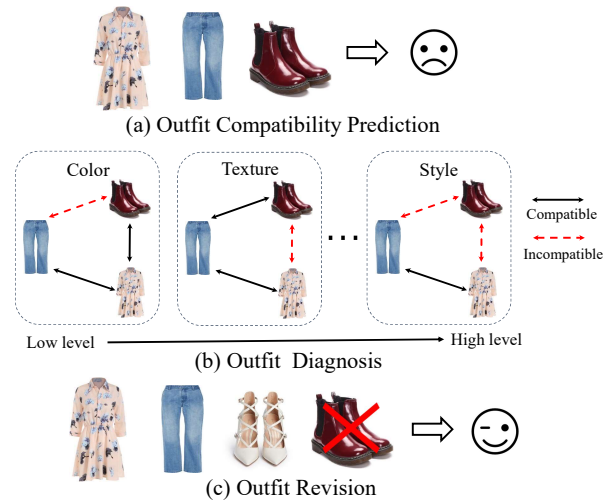 (a) Outfit Compatibility Prediction
Color
Texture
Style
...
Compatible
Incompatible
Low level
High level
(b) Outfit Diagnosis
(c) Outfit Revision